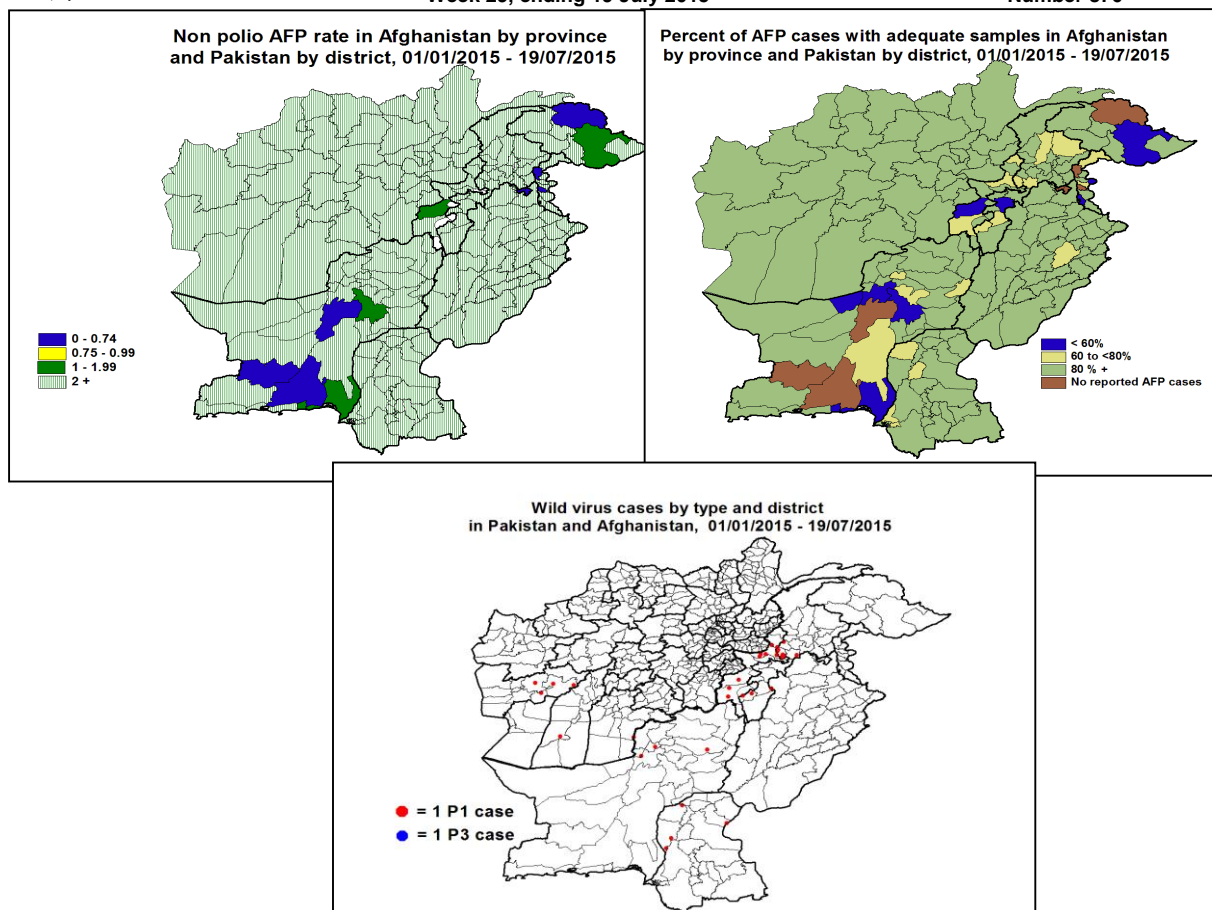 Non polio AFP rate in Afghanistan by province
and Pakistan by district, 01/01/2015 - 19/07/2015
0 - 0.74
0.75 - 0.99
1 - 1.99
2 +
Percent of AFP cases with adequate samples in Afghanistan
by province and Pakistan by district, 01/01/2015 - 19/07/2015
< 60%
60 to <80%
80 % +
No reported AFP cases
Wild virus cases by type and district
in Pakistan and Afghanistan, 01/01/2015 - 19/07/2015
= 1 P1 case
= 1 P3 case